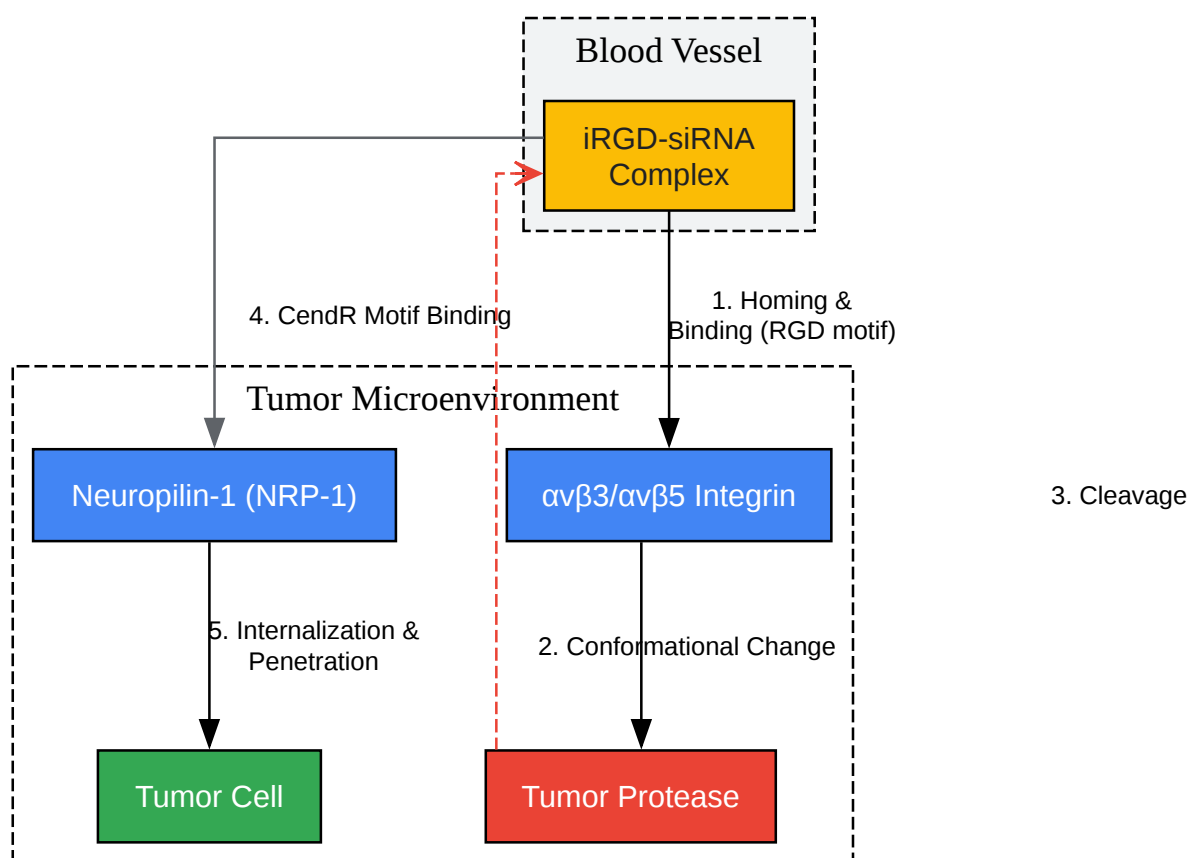 Blood Vessel
iRGD-siRNA
Complex
4. CendR Motif Binding
1. Homing &
Binding (RGD motif)
Tumor Microenvironment
Neuropilin-1 (NRP-1)
αvβ3/αvβ5 Integrin
3. Cleavage
5. Internalization &
Penetration
2. Conformational Change
Tumor Cell
Tumor Protease